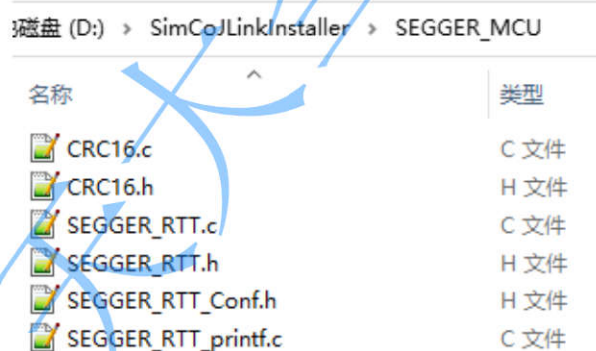 磁盘 (D:) > SimCoJLinkInstaller > SEGGER_MCU
名称 类型
CRC16.c C 文件
CRC16.h H 文件
SEGGER_RTT.c C 文件
SEGGER_RTT.h H 文件
SEGGER_RTT_Conf.h H 文件
SEGGER_RTT_printf.c C 文件